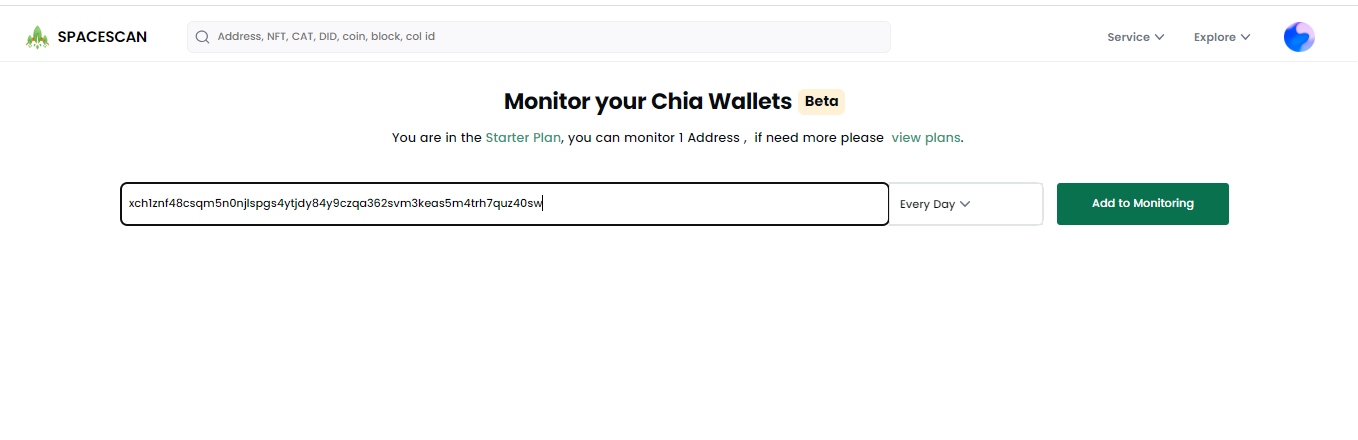 SPACESCAN
Address, NFT, CAT, DID, coin, block, col id
Service
Explore
Monitor your Chia Wallets Beta
You are in the Starter Plan, you can monitor 1 Address , if need more please view plans.
xch1znf48csqm5n0njlspgs4ytjdy84y9czqa362svm3keas5m4trh7quz40sw
Every Day
Add to Monitoring